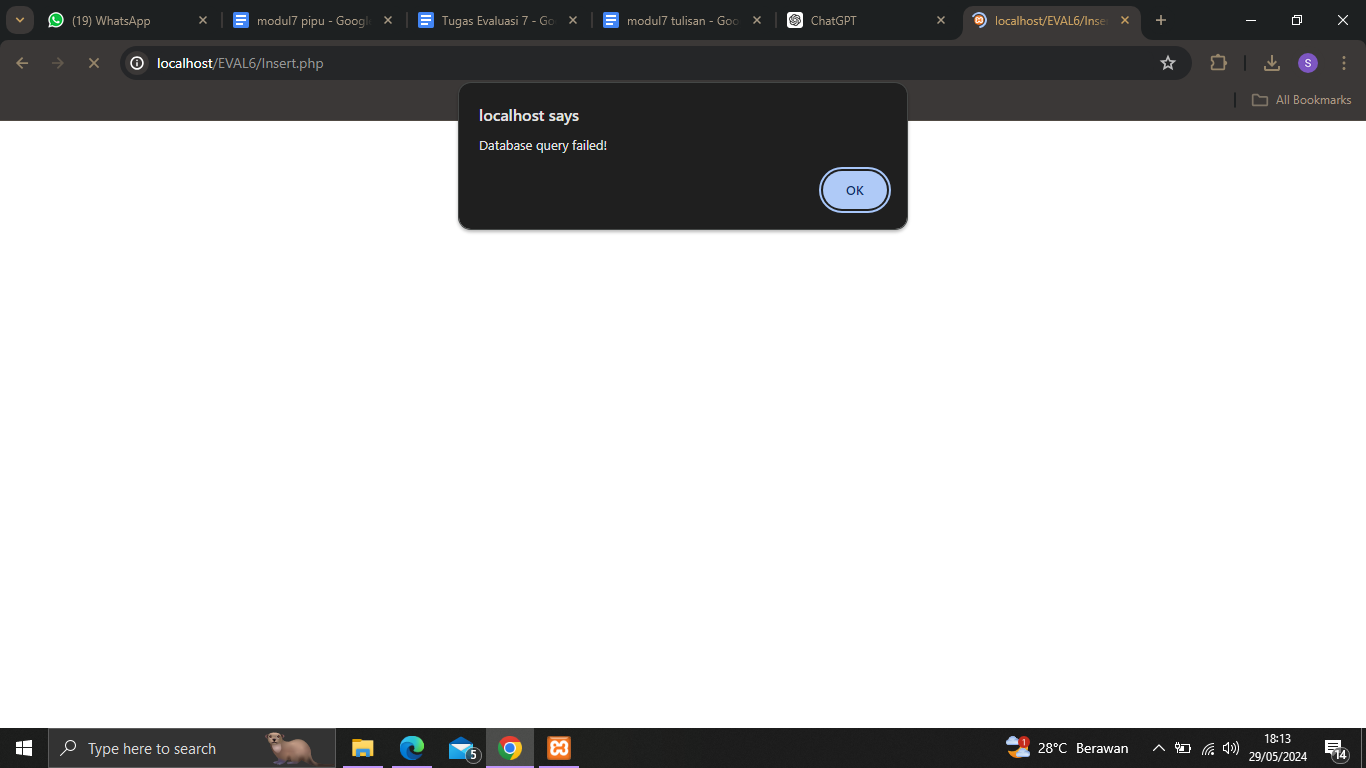 (19) WhatsApp
modul7 pipu - Google
Tugas Evaluasi 7 - Go
modul7 tulisan - Goo
ChatGPT
localhost/EVAL6/Inser
localhost/EVAL6/Insert.php
S
All Bookmarks
localhost says
Database query failed!
OK
Type here to search
5
1
28°C Berawan
18:13
29/05/2024
14